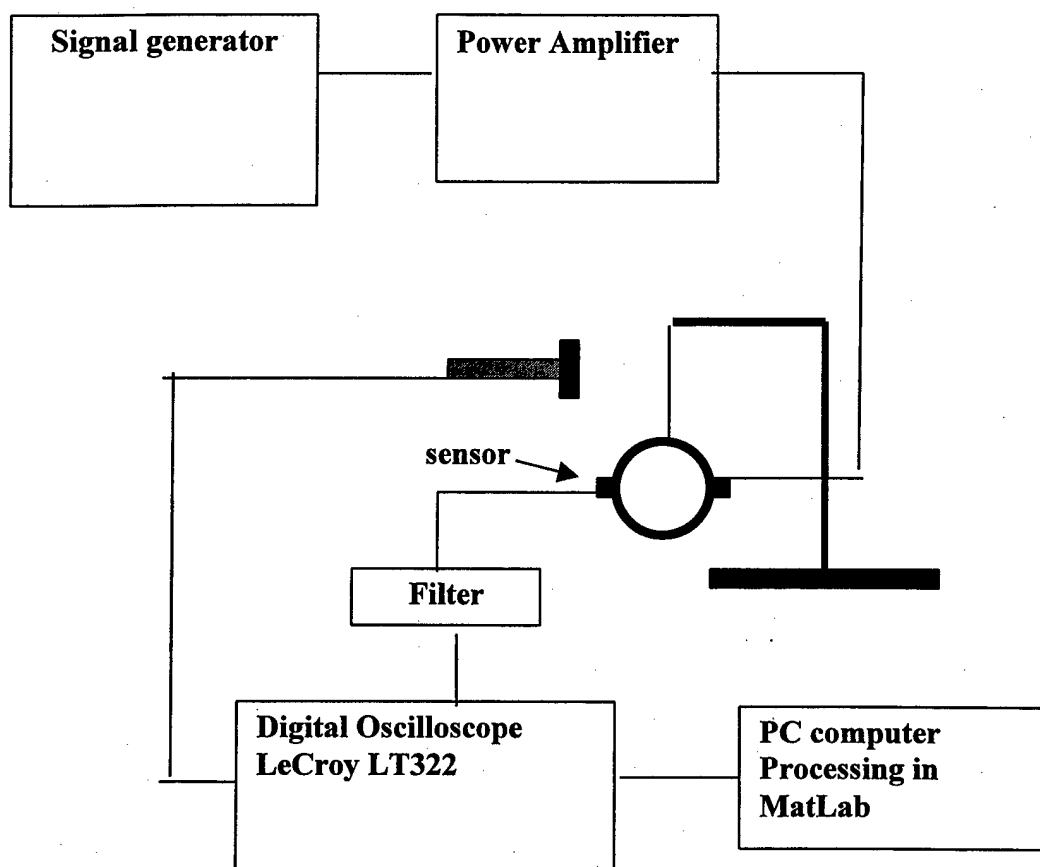 Signal generator
Power Amplifier
sensor
Filter
Digital Oscilloscope
LeCroy LT322
PC computer
Processing in
MatLab